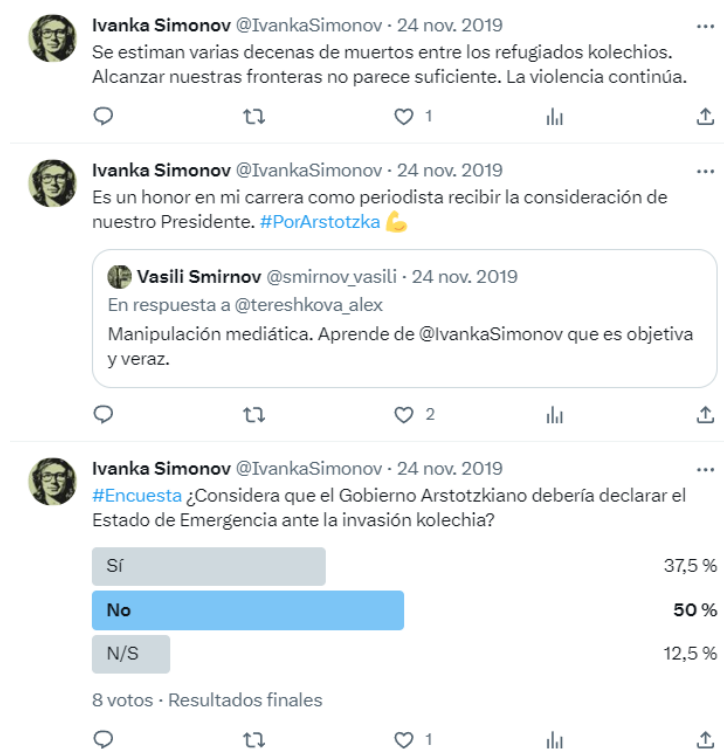 Ivanka Simonov @IvankaSimonov · 24 nov. 2019
Se estiman varias decenas de muertos entre los refugiados kolechios.
Alcanzar nuestras fronteras no parece suficiente. La violencia continúa.
1
Ivanka Simonov @IvankaSimonov · 24 nov. 2019
Es un honor en mi carrera como periodista recibir la consideración de
nuestro Presidente. #PorArstotzka 💪
Vasili Smirnov @smirnov_vasili · 24 nov. 2019
En respuesta a @tereshkova_alex
Manipulación mediática. Aprende de @IvankaSimonov que es objetiva
y veraz.
2
Ivanka Simonov @IvankaSimonov · 24 nov. 2019
#Encuesta ¿Considera que el Gobierno Arstotzkiano debería declarar el
Estado de Emergencia ante la invasión kolechia?
Sí 37,5 %
No 50 %
N/S 12,5 %
8 votos · Resultados finales
1